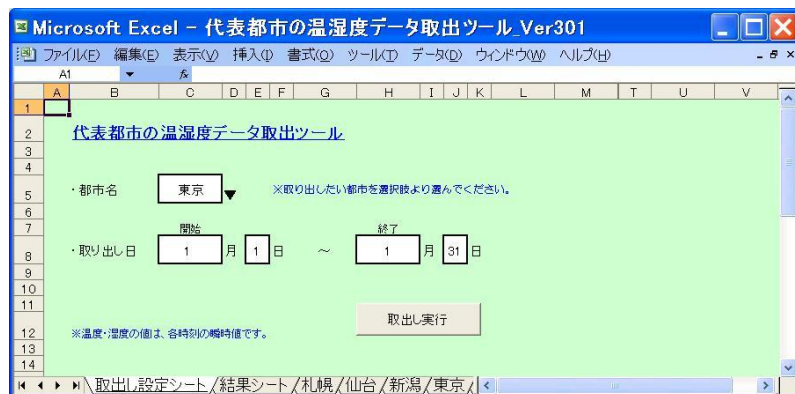 Microsoft Excel - 代表都市の温湿度データ取出ツール_Ver301
ファイル(F) 編集(E) 表示(V) 挿入(I) 書式(O) ツール(T) データ(D) ウィンドウ(W) ヘルプ(H)
A1 fx
A B C D E F G H I J K L M T U V
1
2 代表都市の温湿度データ取出ツール
3
4
5 ・都市名 東京 ▼ ※取り出したい都市を選択肢より選んでください。
6
7 開始 終了
8 ・取り出し日 1 月 1 日 ～ 1 月 31 日
9
10
11
取出し実行
12 ※温度・湿度の値は、各時刻の瞬時値です。
13
14
取出し設定シート/結果シート/札幌/仙台/新潟/東京/